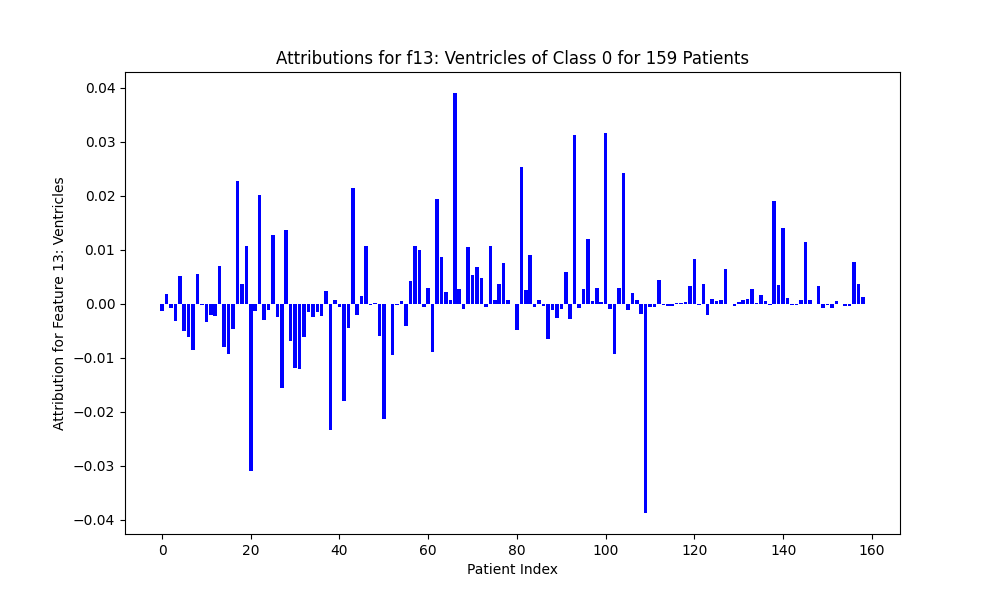 Attributions for f13: Ventricles of Class 0 for 159 Patients
Attribution for Feature 13: Ventricles
0.04
0.03
0.02
0.01
0.00
−0.01
−0.02
−0.03
−0.04
0 20 40 60 80 100 120 140 160
Patient Index